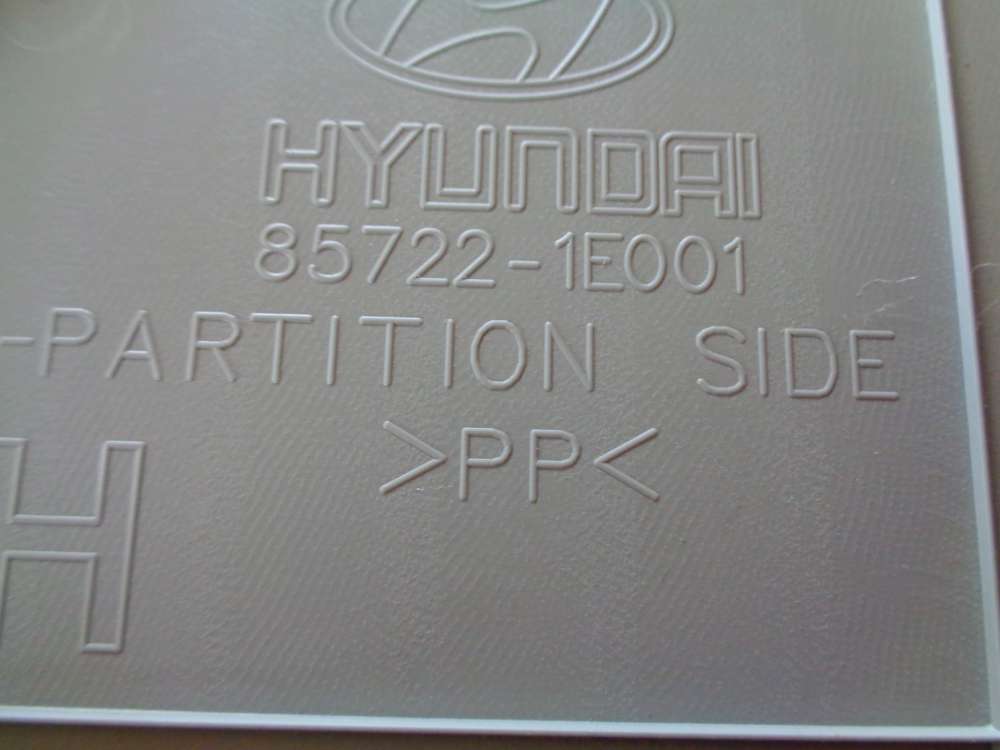 HYUNDAI
85722-1E001
-PARTITION SIDE
>PP<
H